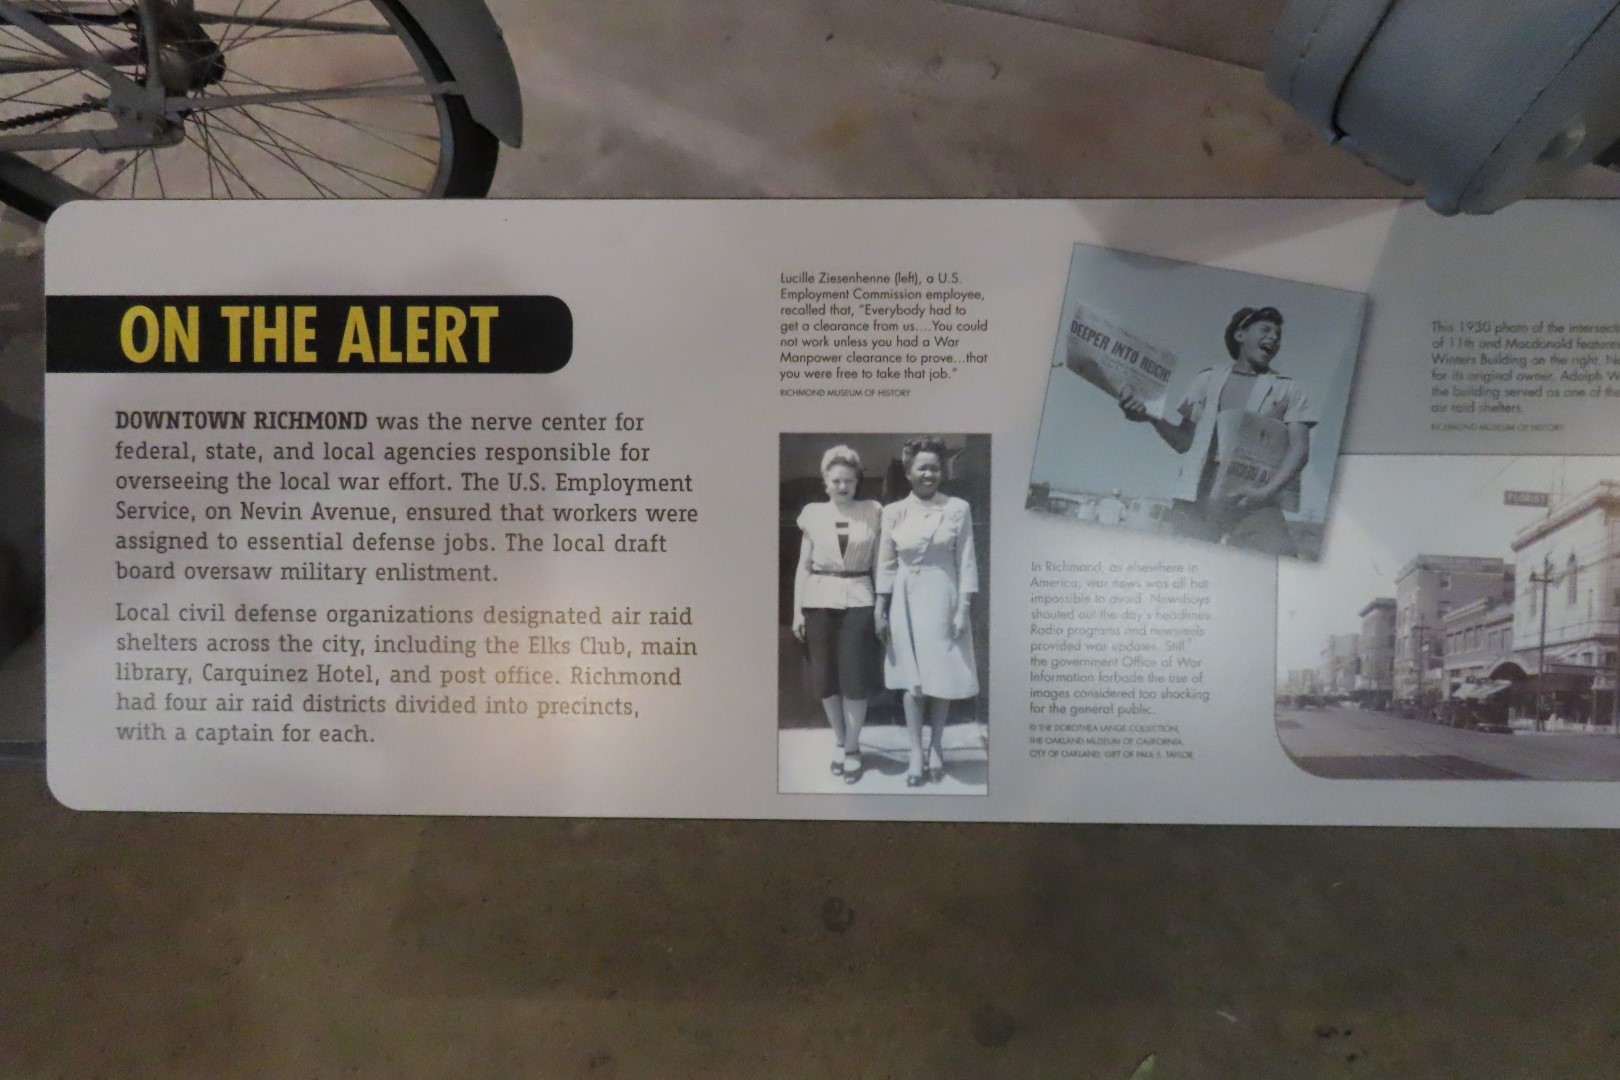 ON THE ALERT
DOWNTOWN RICHMOND was the nerve center for
federal, state, and local agencies responsible for
overseeing the local war effort. The U.S. Employment
Service, on Nevin Avenue, ensured that workers were
assigned to essential defense jobs. The local draft
board oversaw military enlistment.
Local civil defense organizations designated air raid
shelters across the city, including the Elks Club, main
library, Carquinez Hotel, and post office. Richmond
had four air raid districts divided into precincts,
with a captain for each.
Lucille Ziesenhenne (left), a U.S.
Employment Commission employee,
recalled that, “Everybody had to
get a clearance from us....You could
not work unless you had a War
Manpower clearance to prove...that
you were free to take that job.”
RICHMOND MUSEUM OF HISTORY
DEEPER INTO REICH!
In Richmond, as elsewhere in
America, war news was all but
impossible to avoid. Newsboys
shouted out the day's headlines.
Radio programs and newsreels
provided war updates. Still,
the government Office of War
Information forbade the use of
images considered too shocking
for the general public.
© THE DOROTHEA LANGE COLLECTION,
THE OAKLAND MUSEUM OF CALIFORNIA,
CITY OF OAKLAND. GIFT OF PAUL S. TAYLOR
This 1930 photo of the
of 11th and Macdonald features
Winters Building on the right.
for its original owner, Adolph
the building served as one of the
air raid shelters.
RICHMOND MUSEUM OF HISTORY
FLORIST